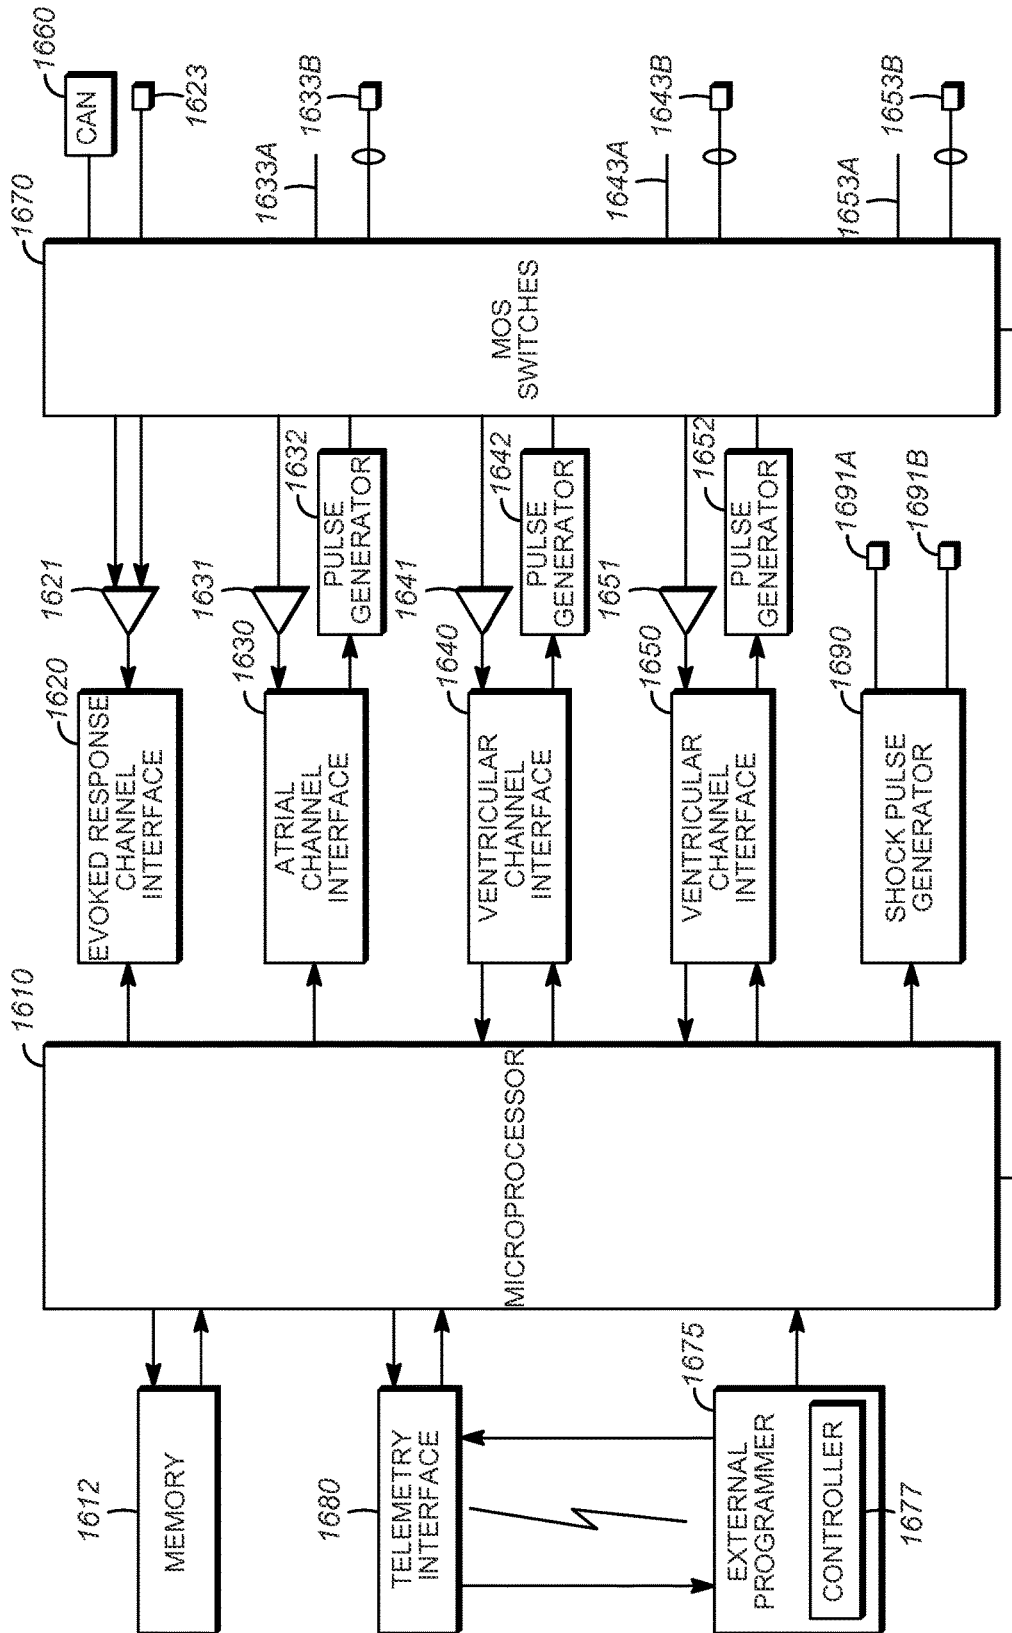 1660
CAN
1623
1633A
1633B
1643A
1643B
1653A
1653B
1670
MOS
SWITCHES
1621
1631
1632
PULSE
GENERATOR
1641
1642
PULSE
GENERATOR
1651
1652
PULSE
GENERATOR
1691A
1691B
1620
EVOKED RESPONSE
CHANNEL
INTERFACE
1630
ATRIAL
CHANNEL
INTERFACE
1640
VENTRICULAR
CHANNEL
INTERFACE
1650
VENTRICULAR
CHANNEL
INTERFACE
1690
SHOCK PULSE
GENERATOR
1610
MICROPROCESSOR
1612
MEMORY
1680
TELEMETRY
INTERFACE
1675
EXTERNAL
PROGRAMMER
CONTROLLER
1677